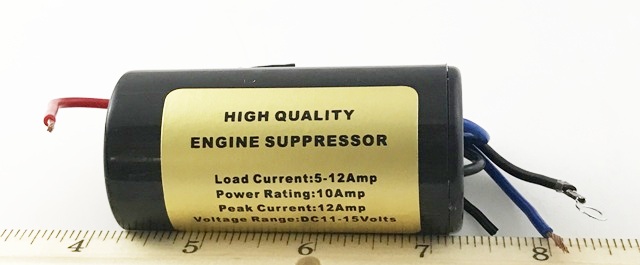 HIGH QUALITY
ENGINE SUPPRESSOR
Load Current:5-12Amp
Power Rating:10Amp
Peak Current:12Amp
Voltage Range:DC11-15Volts
4 5 6 7 8